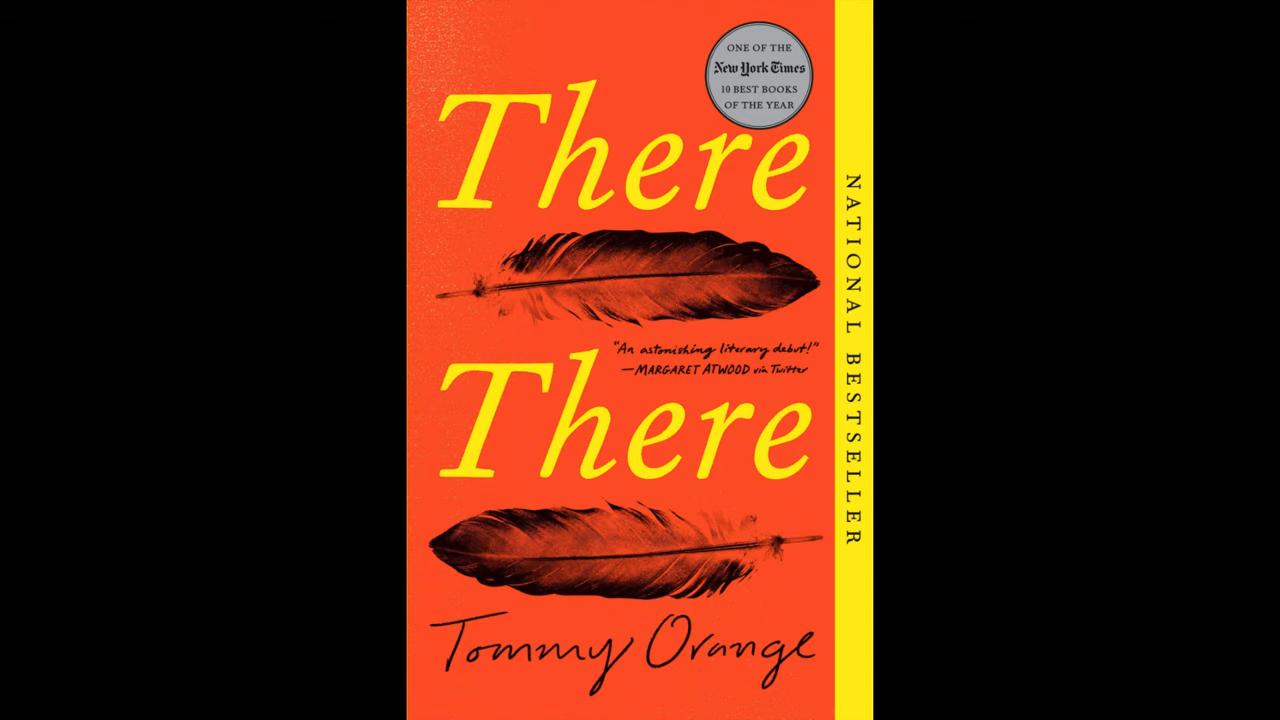 ONE OF THE
New York Times
10 BEST BOOKS
OF THE YEAR
There
"An astonishing literary debut!"
—MARGARET ATWOOD via Twitter
There
Tommy Orange
NATIONAL BESTSELLER